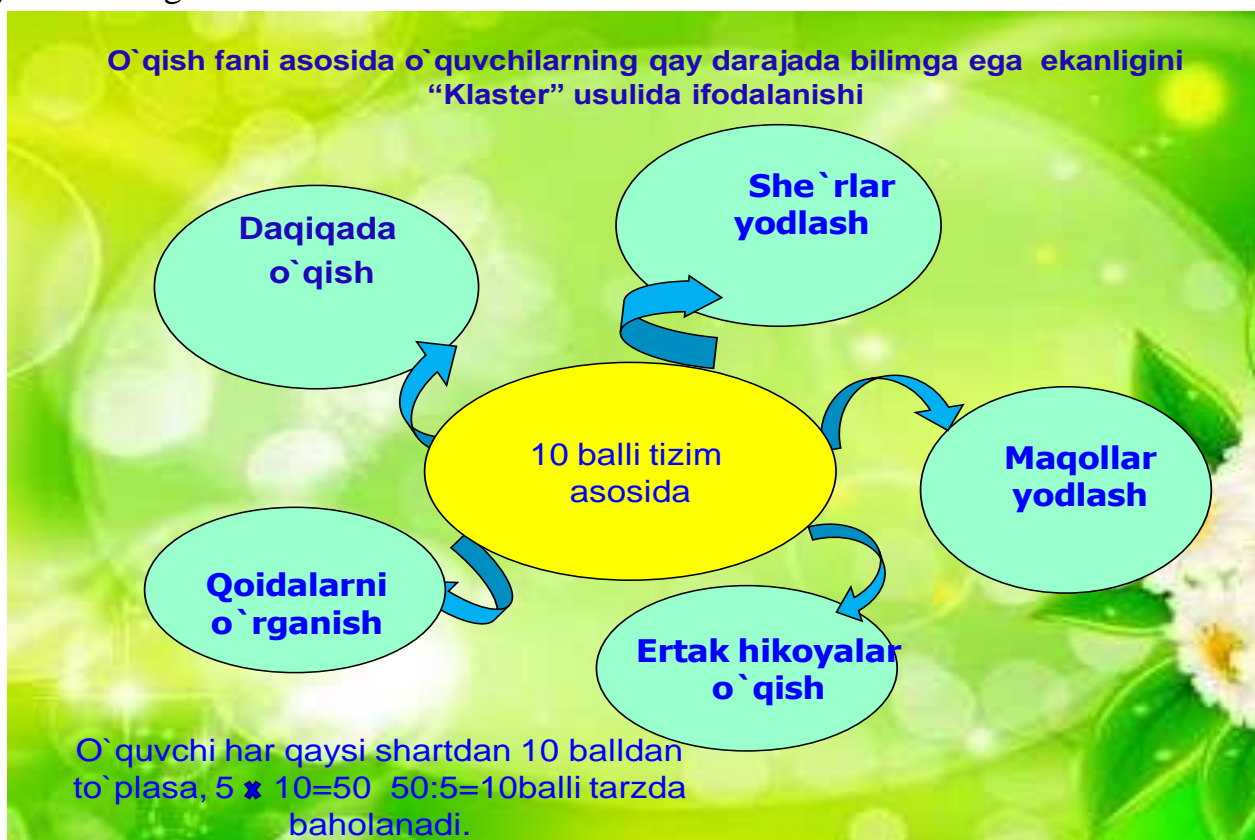 O`qish fani asosida o`quvchilarning qay darajada bilimga ega ekanligini
“Klaster” usulida ifodalanishi
Daqiqada
o`qish
She`rlar
yodlash
10 balli tizim
asosida
Maqollar
yodlash
Qoidalarni
o`rganish
Ertak hikoyalar
o`qish
O`quvchi har qaysi shartdan 10 balldan
to`plasa, 5 × 10=50 50:5=10balli tarzda
baholanadi.